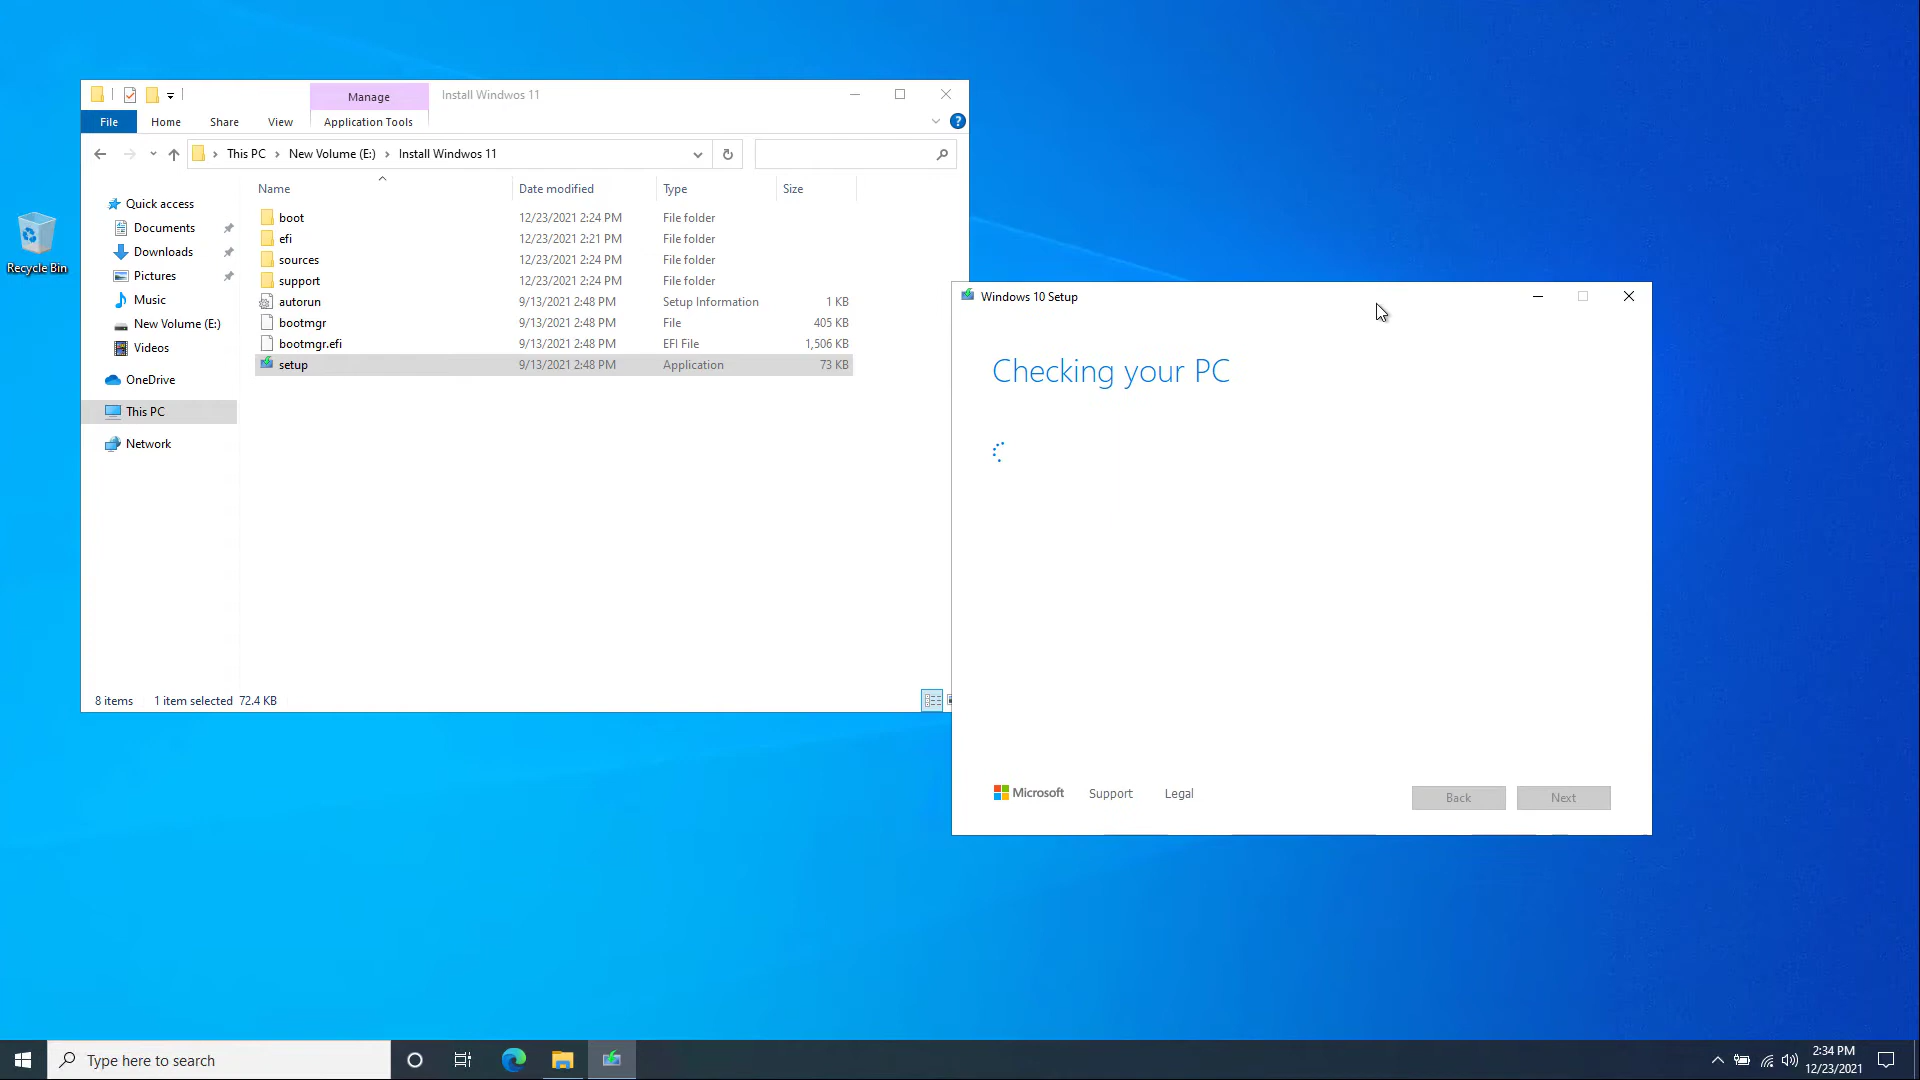 Manage
Install Windwos 11
File
Home
Share
View
Application Tools
This PC
New Volume (E:)
Install Windwos 11
Name
Date modified
Type
Size
boot
12/23/2021 2:24 PM
File folder
efi
12/23/2021 2:21 PM
File folder
sources
12/23/2021 2:24 PM
File folder
support
12/23/2021 2:24 PM
File folder
autorun
9/13/2021 2:48 PM
Setup Information
1 KB
bootmgr
9/13/2021 2:48 PM
File
405 KB
bootmgr.efi
9/13/2021 2:48 PM
EFI File
1,506 KB
setup
9/13/2021 2:48 PM
Application
73 KB
Quick access
Documents
Downloads
Pictures
Music
New Volume (E:)
Videos
OneDrive
This PC
Network
8 items
1 item selected 72.4 KB
Recycle Bin
Windows 10 Setup
Checking your PC
Microsoft
Support
Legal
Back
Next
Type here to search
2:34 PM
12/23/2021